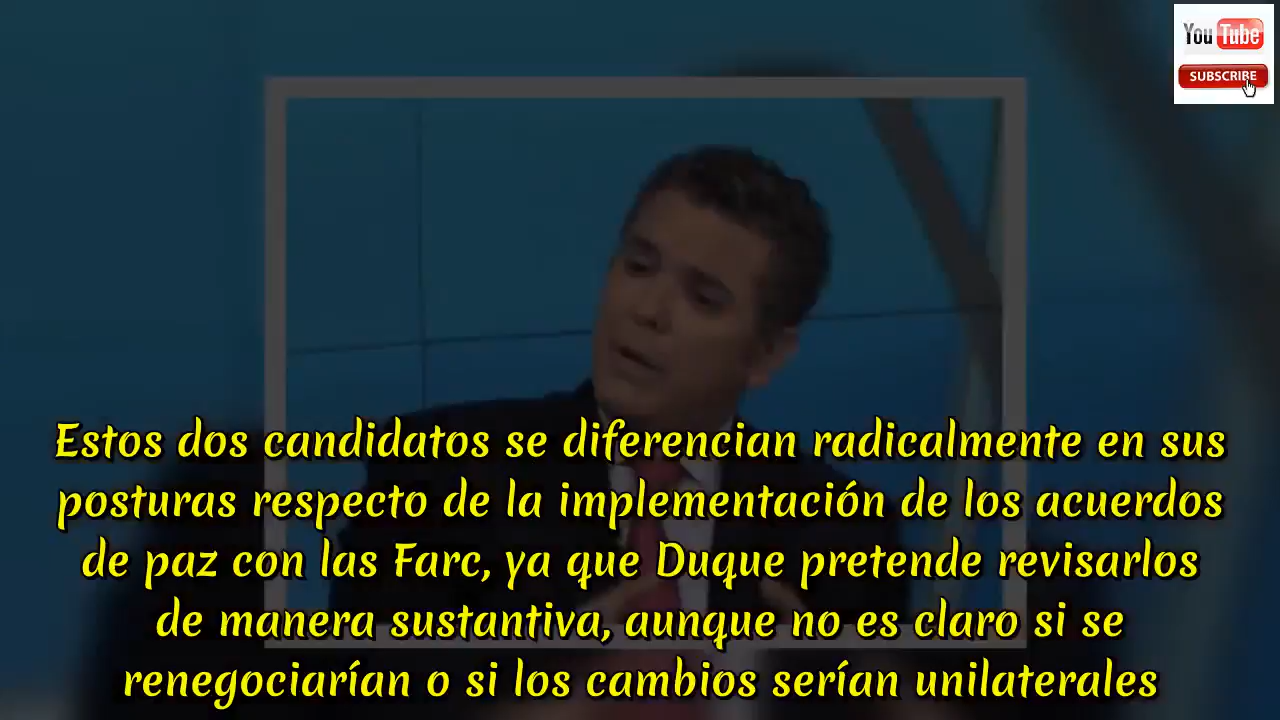 You Tube
SUBSCRIBE
Estos dos candidatos se diferencian radicalmente en sus
posturas respecto de la implementación de los acuerdos
de paz con las Farc, ya que Duque pretende revisarlos
de manera sustantiva, aunque no es claro si se
renegociarían o si los cambios serían unilaterales